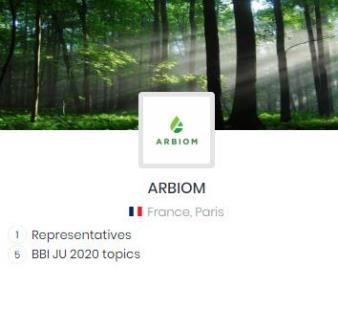 ARBIOM
ARBIOM
France, Paris
1 Representatives
5 BBI JU 2020 topics